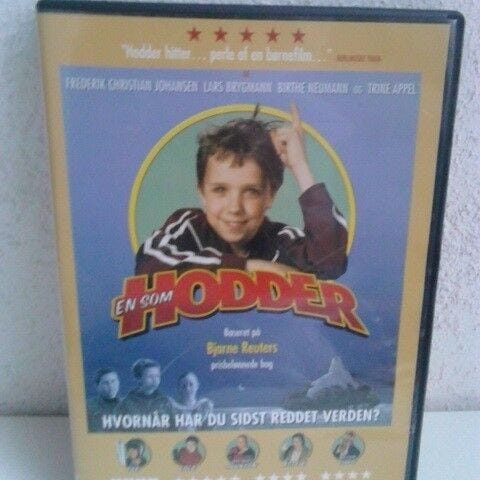 "Hodder hitter... perle af en børnefilm..."
FREDERIK CHRISTIAN JOHANSEN LARS BRYGMANN BIRTHE NEUMANN OG TRINE APPEL
EN SOM HODDER
Baseret på
Bjarne Reuters
prisbelønnede bog
HVORNÅR HAR DU SIDST REDDET VERDEN?